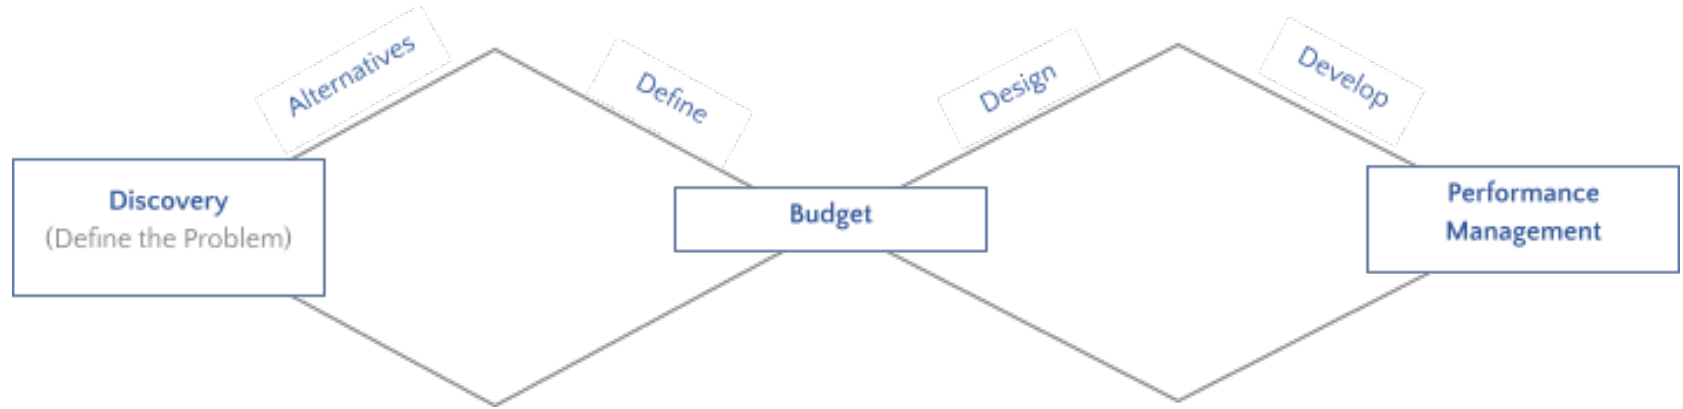 Alternatives
Define
Design
Develop
Discovery
(Define the Problem)
Budget
Performance
Management